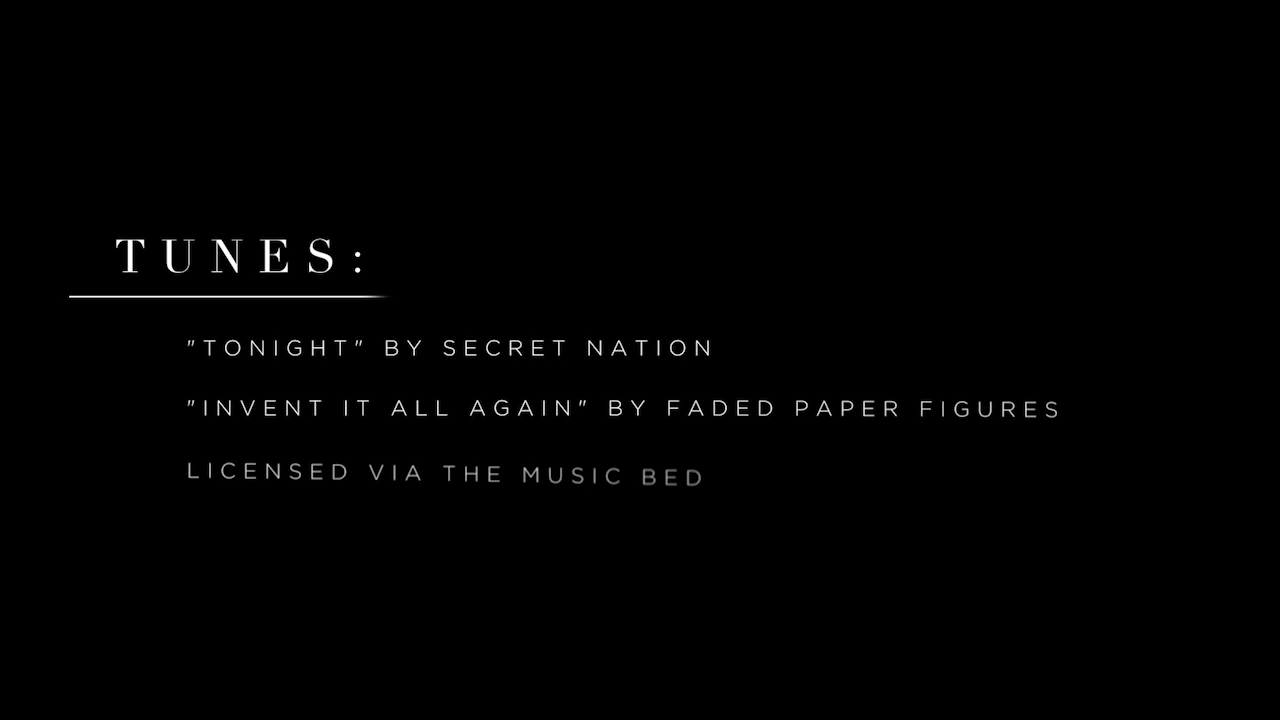 TUNES:
"TONIGHT" BY SECRET NATION
"INVENT IT ALL AGAIN" BY FADED PAPER FIGURES
LICENSED VIA THE MUSIC BED